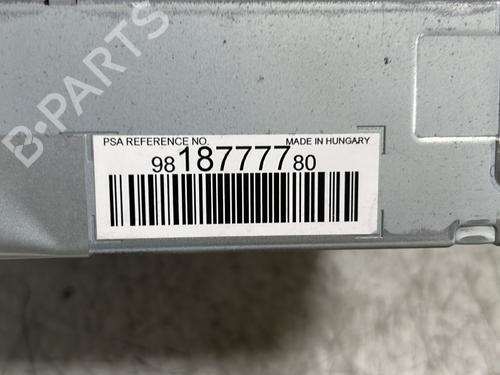 B-PARTS
PSA REFERENCE NO. MADE IN HUNGARY
9818777780